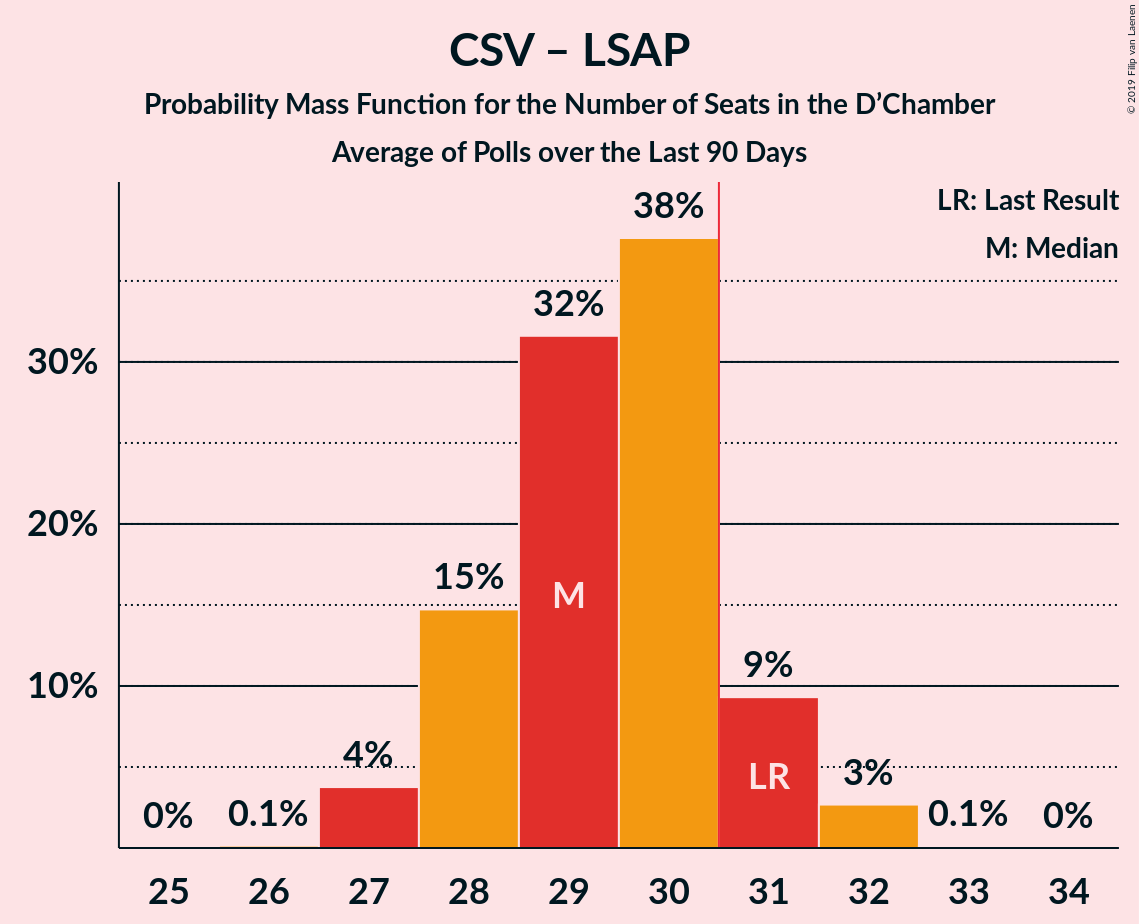 CSV – LSAP
Probability Mass Function for the Number of Seats in the D’Chamber
Average of Polls over the Last 90 Days
© 2019 Filip van Laenen
LR: Last Result
M: Median
38%
32%
30%
20%
15%
M
10%
9%
LR
4%
3%
0%
0.1%
0.1%
0%
25 26 27 28 29 30 31 32 33 34